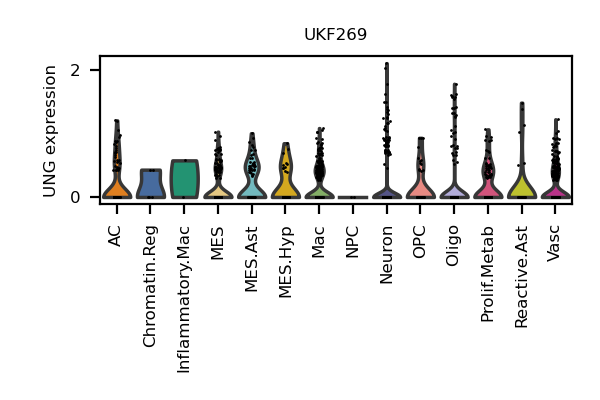 UKF269
UNG expression
2
0
AC
Chromatin.Reg
Inflammatory.Mac
MES
MES.Ast
MES.Hyp
Mac
NPC
Neuron
OPC
Oligo
Prolif.Metab
Reactive.Ast
Vasc